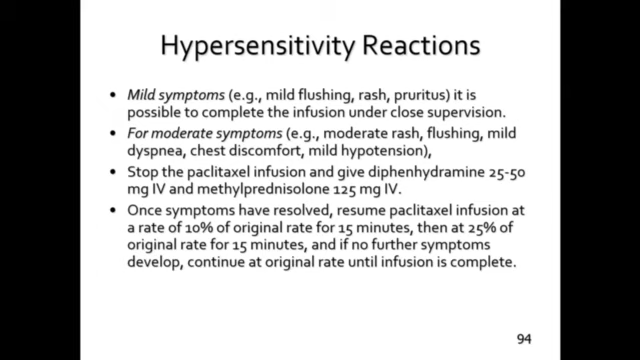 Hypersensitivity Reactions
• Mild symptoms (e.g., mild flushing, rash, pruritus) it is
possible to complete the infusion under close supervision.
• For moderate symptoms (e.g., moderate rash, flushing, mild
dyspnea, chest discomfort, mild hypotension),
• Stop the paclitaxel infusion and give diphenhydramine 25-50
mg IV and methylprednisolone 125 mg IV.
• Once symptoms have resolved, resume paclitaxel infusion at
a rate of 10% of original rate for 15 minutes, then at 25% of
original rate for 15 minutes, and if no further symptoms
develop, continue at original rate until infusion is complete.
94